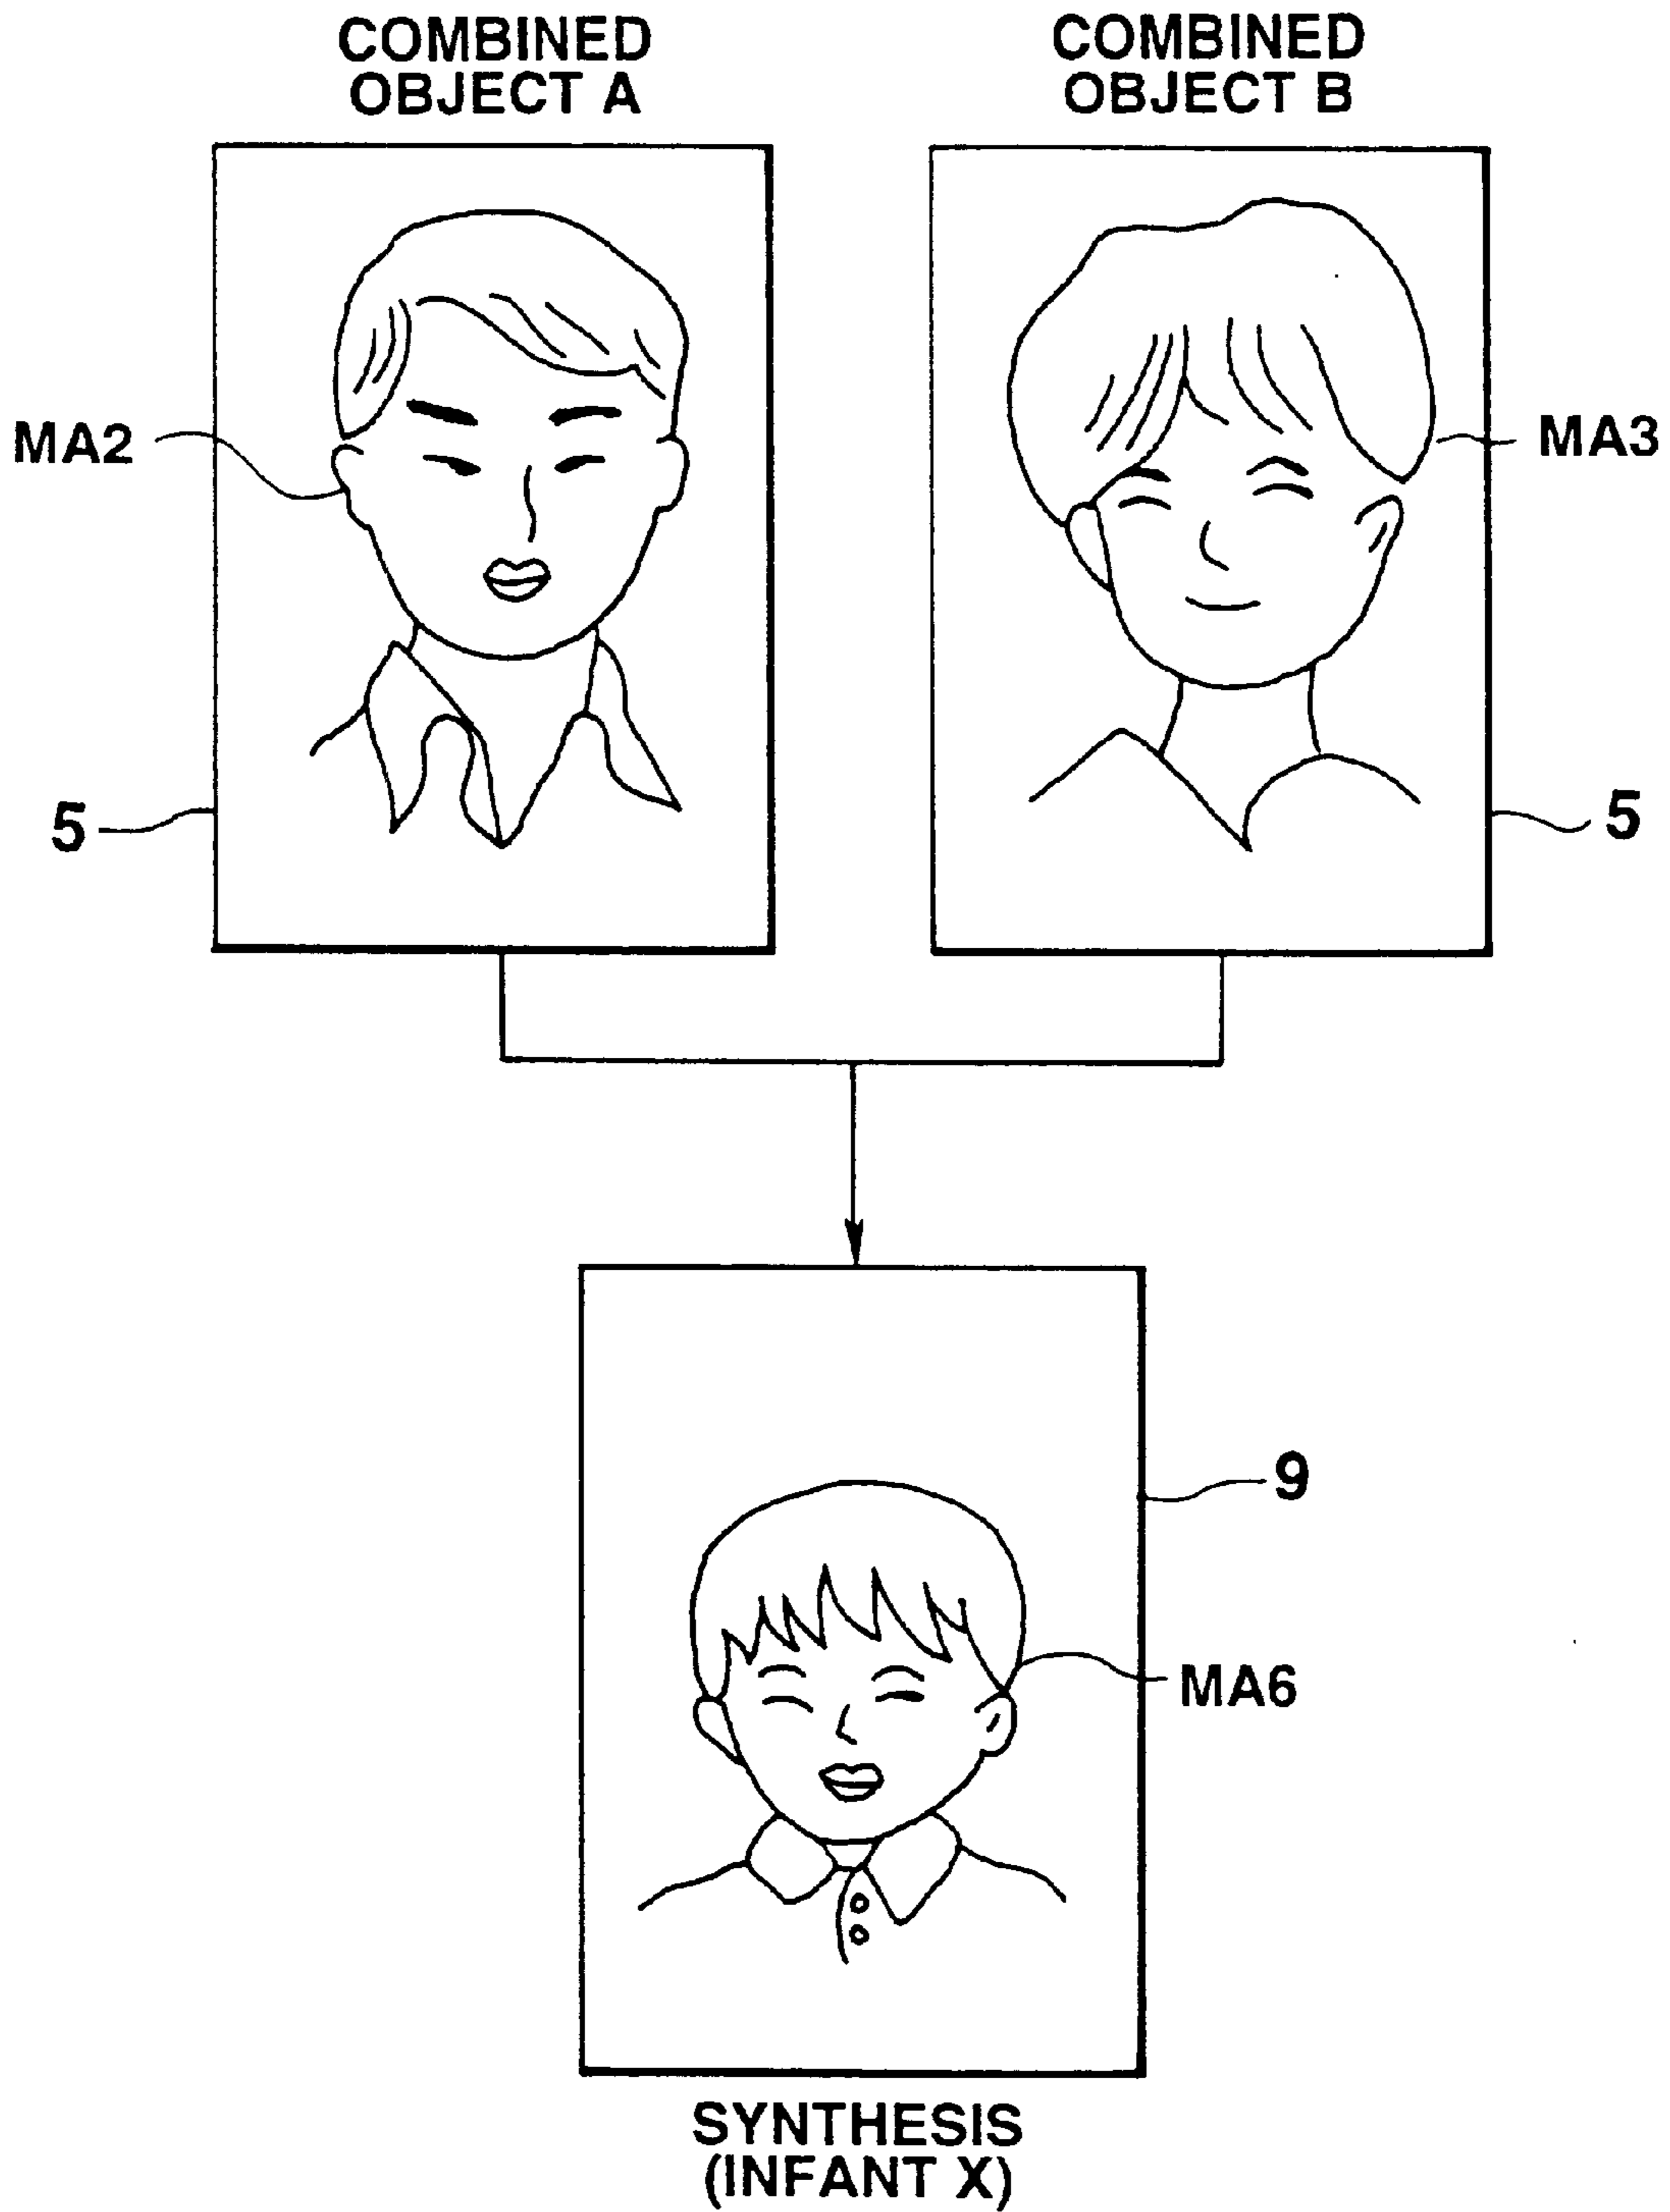 COMBINED
OBJECT A
COMBINED
OBJECT B
MA2
MA3
5
5
9
MA6
SYNTHESIS
(INFANT X)